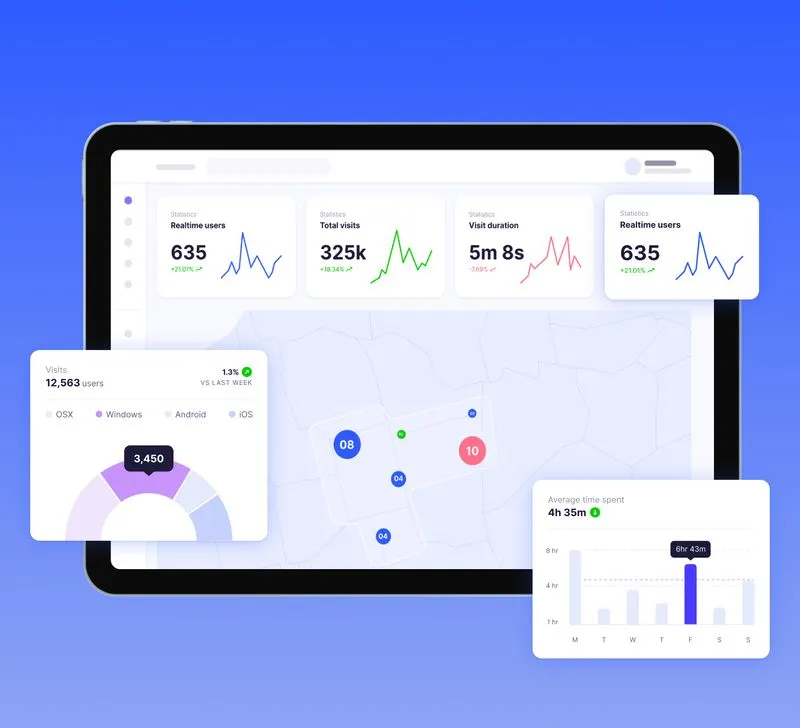 Statistics
Realtime users
635
+21.01%
Statistics
Total visits
325k
+18.34%
Statistics
Visit duration
5m 8s
-7.69%
Statistics
Realtime users
635
+21.01%
Visits
12,563 users
1.3%
VS LAST WEEK
OSX
Windows
Android
iOS
3,450
08
10
04
04
Average time spent
4h 35m
6hr 43m
8 hr
4 hr
1 hr
M T W T F S S